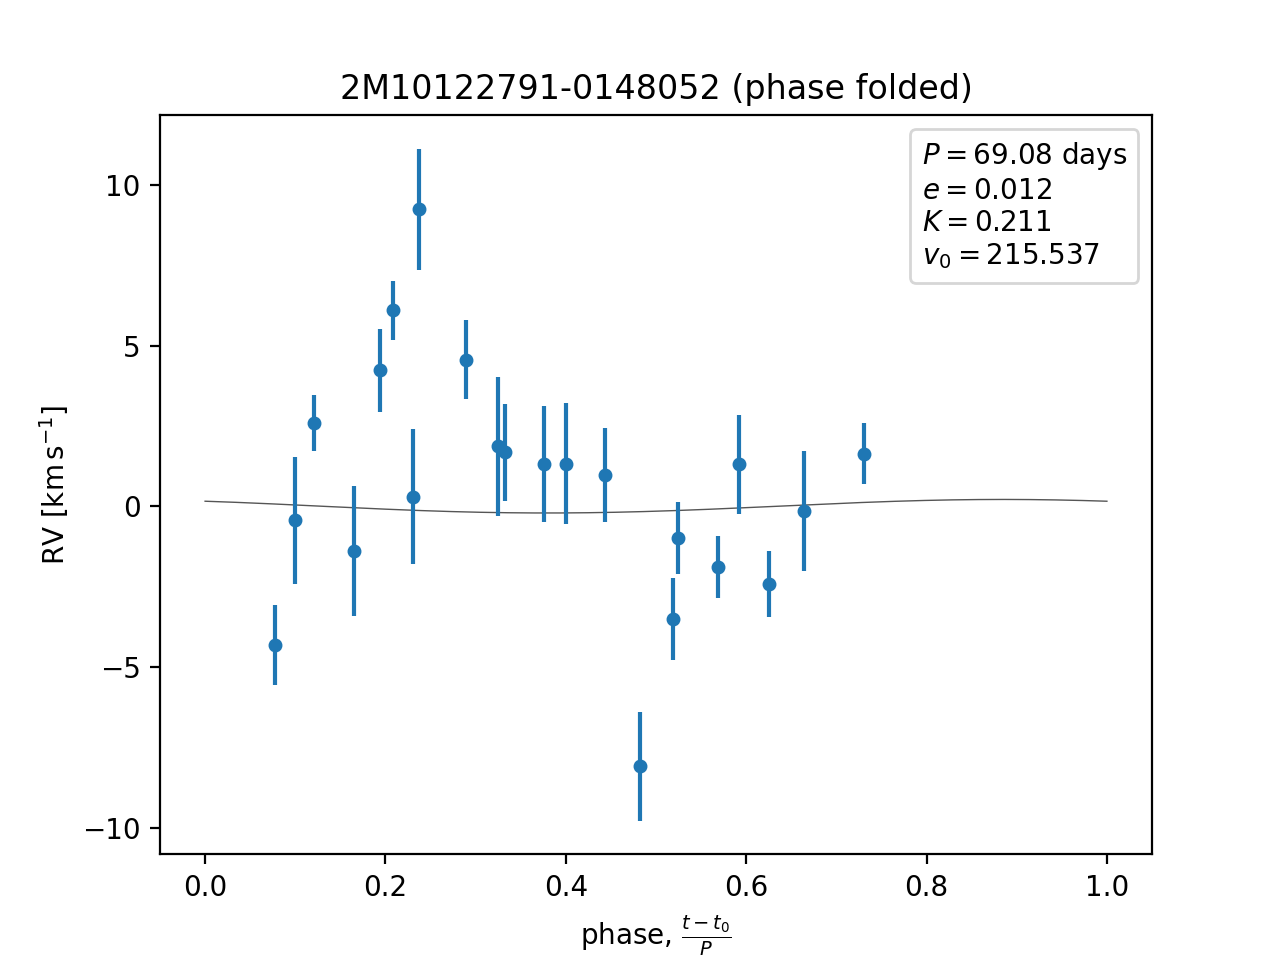 2M10122791-0148052 (phase folded)
P = 69.08 days
e = 0.012
K = 0.211
v₀ = 215.537
10
5
0
−5
−10
RV [km s⁻¹]
0.0 0.2 0.4 0.6 0.8 1.0
phase, (t − t₀)/P